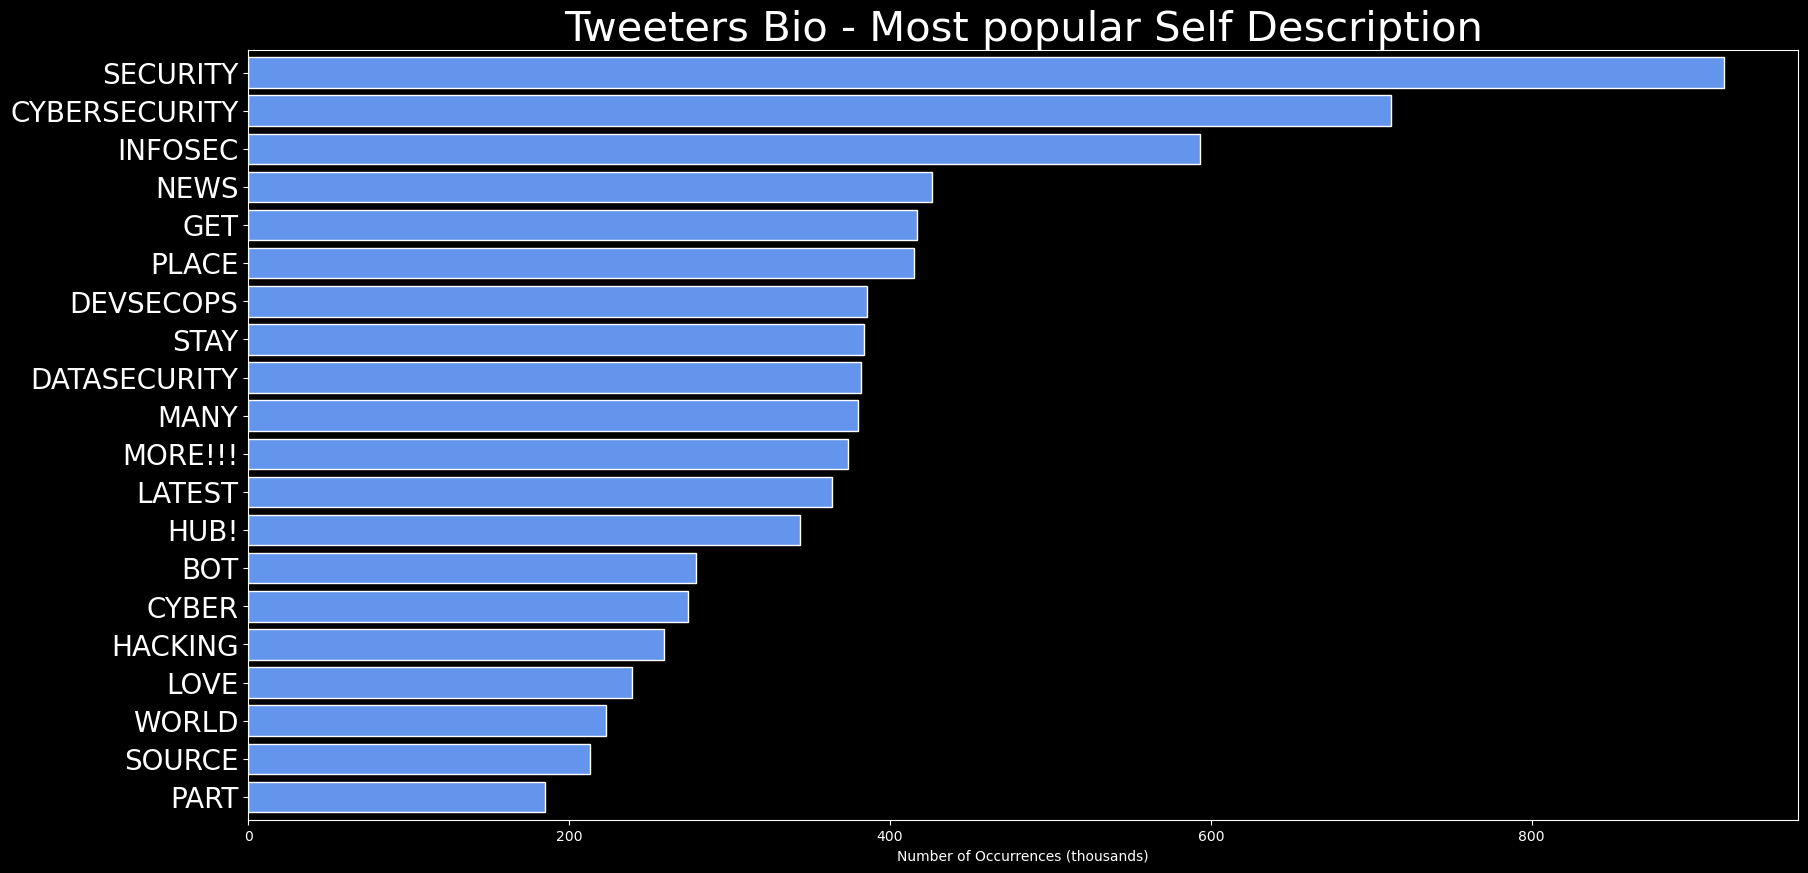 Tweeters Bio - Most popular Self Description
SECURITY
CYBERSECURITY
INFOSEC
NEWS
GET
PLACE
DEVSECOPS
STAY
DATASECURITY
MANY
MORE!!!
LATEST
HUB!
BOT
CYBER
HACKING
LOVE
WORLD
SOURCE
PART
0 200 400 600 800
Number of Occurrences (thousands)